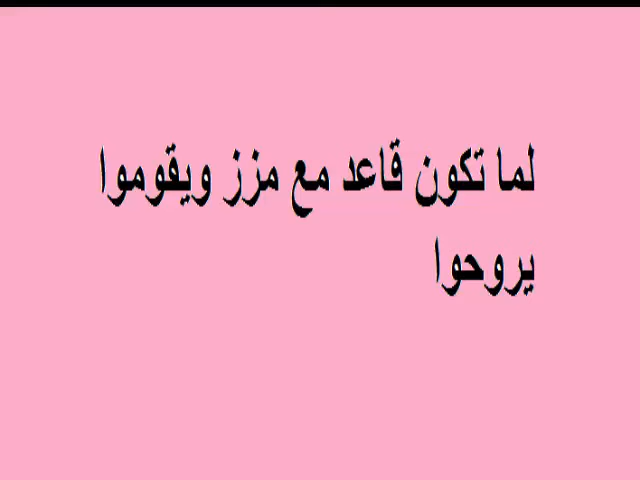 لما تكون قاعد مع مزز ويقوموا
يروحوا